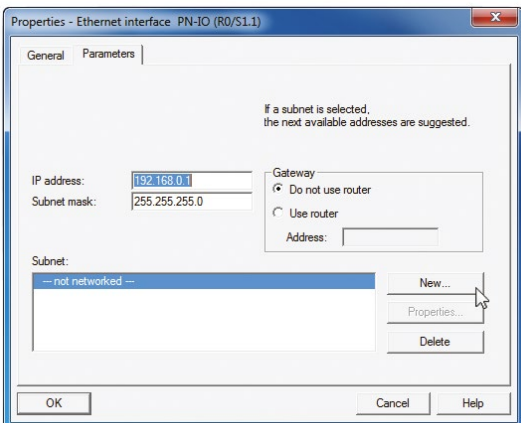 Properties - Ethernet interface PN-IO (R0/S1.1)
General
Parameters
If a subnet is selected,
the next available addresses are suggested.
IP address:
192.168.0.1
Subnet mask:
255.255.255.0
Gateway
Do not use router
Use router
Address:
Subnet:
--- not networked ---
New...
Properties...
Delete
OK
Cancel
Help